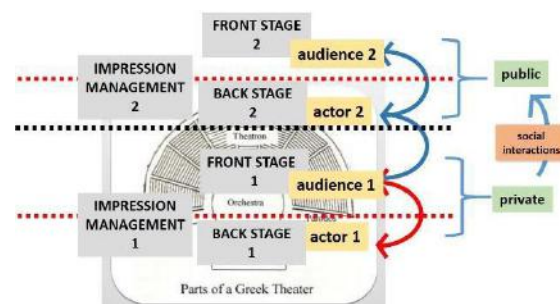 FRONT STAGE
2
audience 2
IMPRESSION
MANAGEMENT
2
public
BACK STAGE
2
actor 2
Theatron
social
interactions
FRONT STAGE
1
audience 1
private
Orchestra
IMPRESSION
MANAGEMENT
1
BACK STAGE
1
actor 1
Parts of a Greek Theater